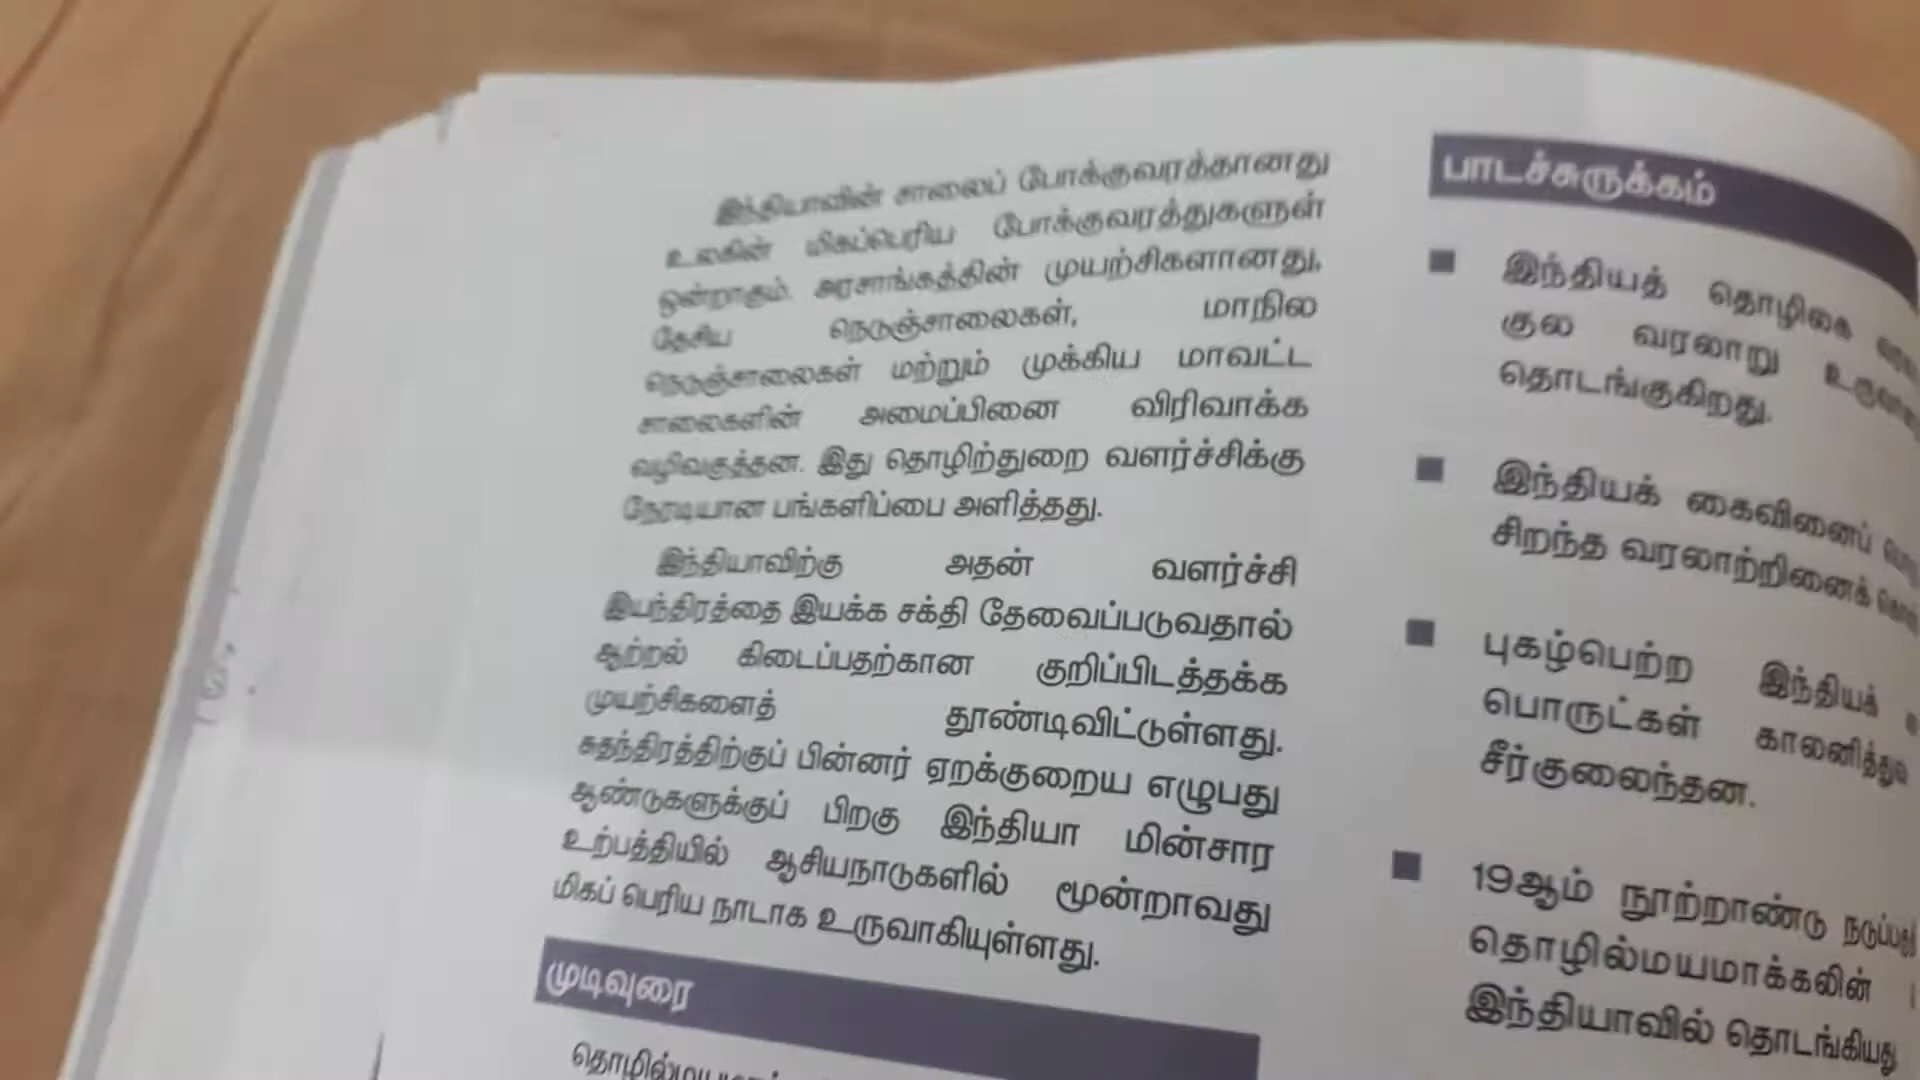 இந்தியாவின் சாலைப் போக்குவரத்தானது
உலகின் மிகப்பெரிய போக்குவரத்துகளுள்
ஒன்றாகும். அரசாங்கத்தின் முயற்சிகளானது,
தேசிய நெடுஞ்சாலைகள், மாநில
நெடுஞ்சாலைகள் மற்றும் முக்கிய மாவட்ட
சாலைகளின் அமைப்பினை விரிவாக்க
வழிவகுத்தன. இது தொழிற்துறை வளர்ச்சிக்கு
நேரடியான பங்களிப்பை அளித்தது.
இந்தியாவிற்கு அதன் வளர்ச்சி
இயந்திரத்தை இயக்க சக்தி தேவைப்படுவதால்
ஆற்றல் கிடைப்பதற்கான குறிப்பிடத்தக்க
முயற்சிகளைத் தூண்டிவிட்டுள்ளது.
சுதந்திரத்திற்குப் பின்னர் ஏறக்குறைய எழுபது
ஆண்டுகளுக்குப் பிறகு இந்தியா மின்சார
உற்பத்தியில் ஆசியநாடுகளில் மூன்றாவது
மிகப் பெரிய நாடாக உருவாகியுள்ளது.
முடிவுரை
பாடச்சுருக்கம்
■ இந்தியத் தொழிகை
குல வரலாறு
தொடங்குகிறது.
■ இந்தியக் கைவினைப்
சிறந்த வரலாற்றினைக்
■ புகழ்பெற்ற இந்தியக்
பொருட்கள்
சீர்குலைந்தன.
■ 19ஆம் நூற்றாண்டு
தொழில்மயமாக்கலின்
இந்தியாவில் தொடங்கியது